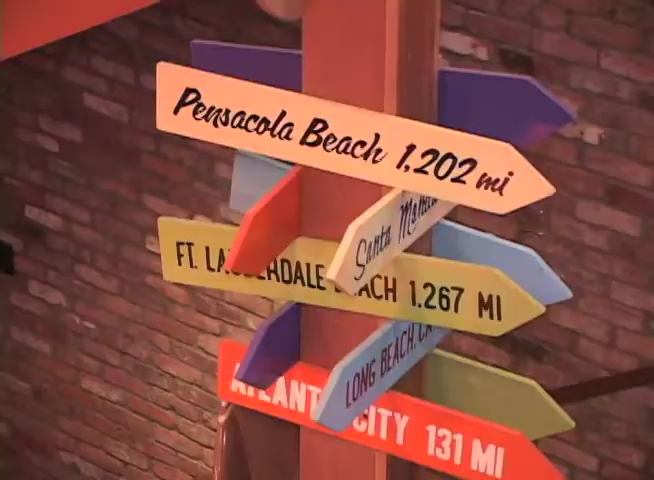 Pensacola Beach 1,202 mi
Santa Monica
FT. LAUDERDALE BEACH 1.267 MI
LONG BEACH, CA
ATLANTIC CITY 131 MI